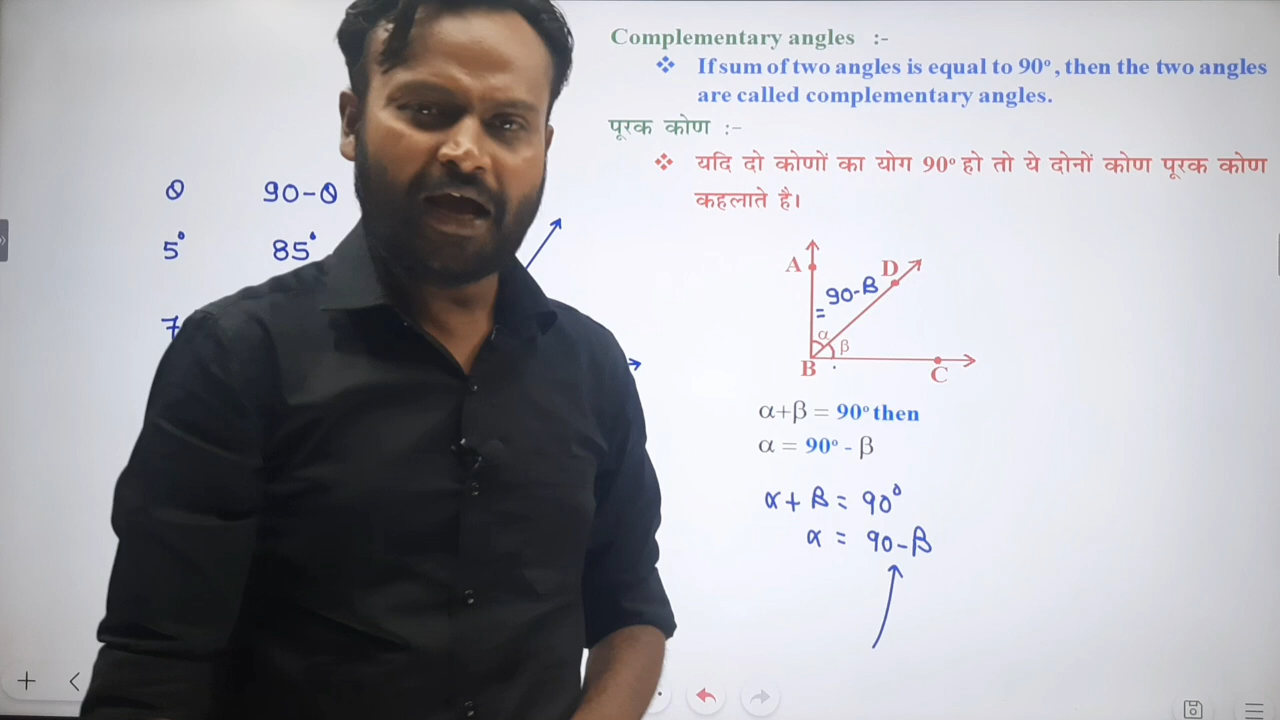 Complementary angles :-
❖ If sum of two angles is equal to 90°, then the two angles
are called complementary angles.
पूरक कोण :-
❖ यदि दो कोणों का योग 90° हो तो ये दोनों कोण पूरक कोण
कहलाते है।
θ 90-θ
5° 85°
7
A
D
= 90-β
α
β
B
C
α+β = 90° then
α = 90° - β
α + β = 90°
α = 90-β